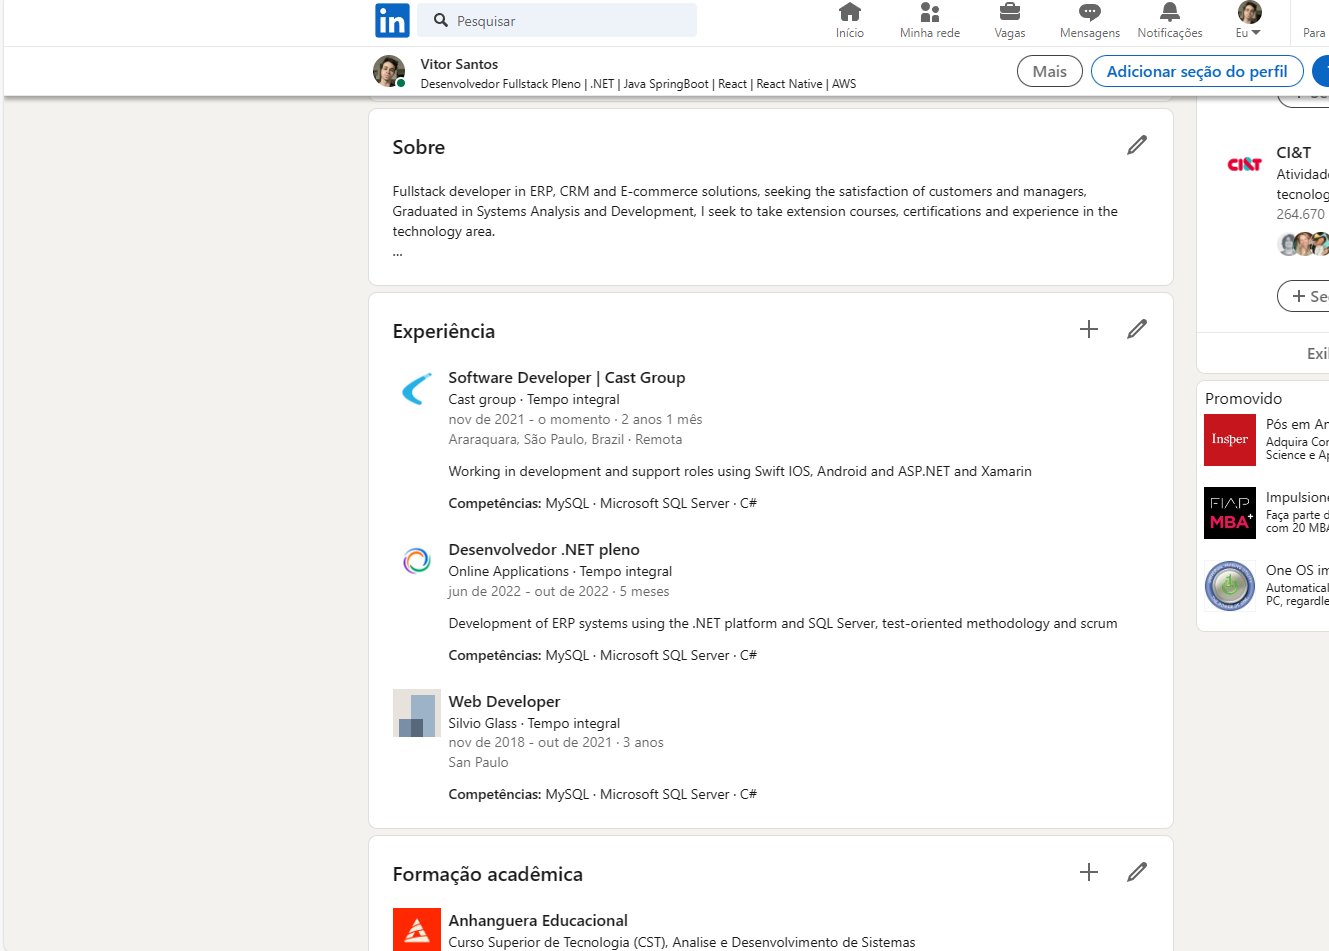 in
Pesquisar
Início
Minha rede
Vagas
Mensagens
Notificações
Eu
Para
Vitor Santos
Desenvolvedor Fullstack Pleno | .NET | Java SpringBoot | React | React Native | AWS
Mais
Adicionar seção do perfil
Sobre
Fullstack developer in ERP, CRM and E-commerce solutions, seeking the satisfaction of customers and managers,
Graduated in Systems Analysis and Development, I seek to take extension courses, certifications and experience in the
technology area.
...
Experiência
Software Developer | Cast Group
Cast group · Tempo integral
nov de 2021 - o momento · 2 anos 1 mês
Araraquara, São Paulo, Brazil · Remota
Working in development and support roles using Swift IOS, Android and ASP.NET and Xamarin
Competências: MySQL · Microsoft SQL Server · C#
Desenvolvedor .NET pleno
Online Applications · Tempo integral
jun de 2022 - out de 2022 · 5 meses
Development of ERP systems using the .NET platform and SQL Server, test-oriented methodology and scrum
Competências: MySQL · Microsoft SQL Server · C#
Web Developer
Silvio Glass · Tempo integral
nov de 2018 - out de 2021 · 3 anos
San Paulo
Competências: MySQL · Microsoft SQL Server · C#
Formação acadêmica
Anhanguera Educacional
Curso Superior de Tecnologia (CST), Analise e Desenvolvimento de Sistemas
CI&T
CI&T
Atividad
tecnolog
264.670
+ Se
Exi
Promovido
Insper
Pós em An
Adquira Co
Science e A
FIAP
MBA+
Impulsion
Faça parte d
com 20 MBA
One OS im
Automatical
PC, regardle